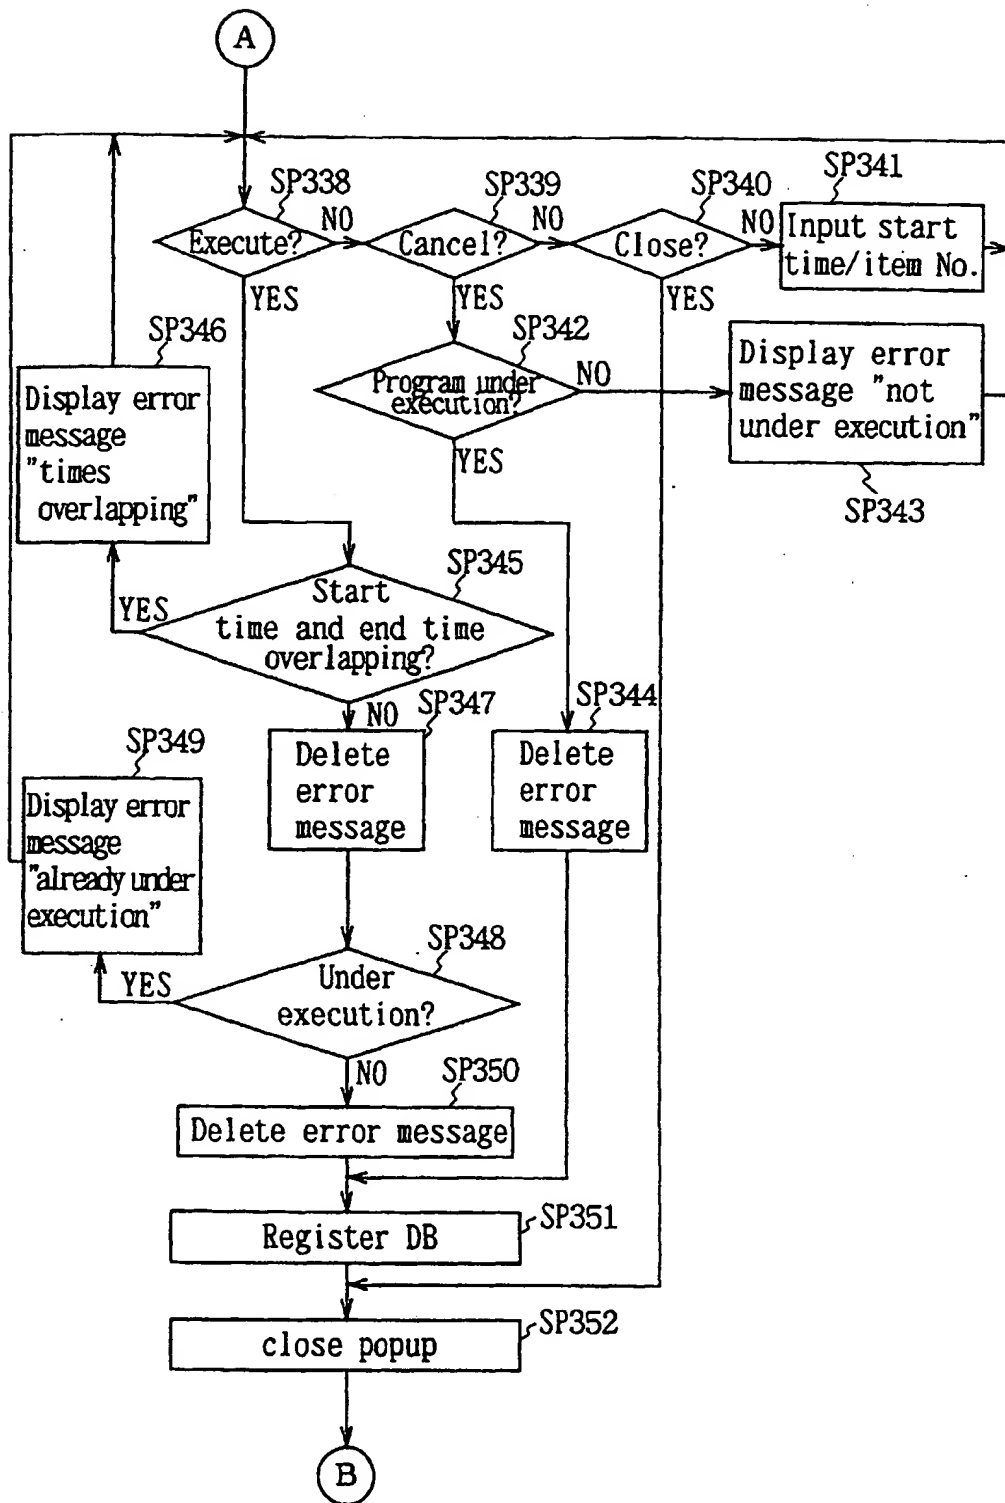 A
SP338
SP339
SP340
SP341
Execute?
NO
Cancel?
NO
Close?
NO
Input start
time/item No.
YES
YES
YES
SP346
Display error
message
"times
overlapping"
SP342
Program under
execution?
NO
Display error
message "not
under execution"
SP343
YES
SP345
Start
time and end time
overlapping?
YES
NO
SP347
Delete
error
message
SP344
Delete
error
message
SP349
Display error
message
"already under
execution"
SP348
Under
execution?
YES
NO
SP350
Delete error message
Register DB
SP351
close popup
SP352
B